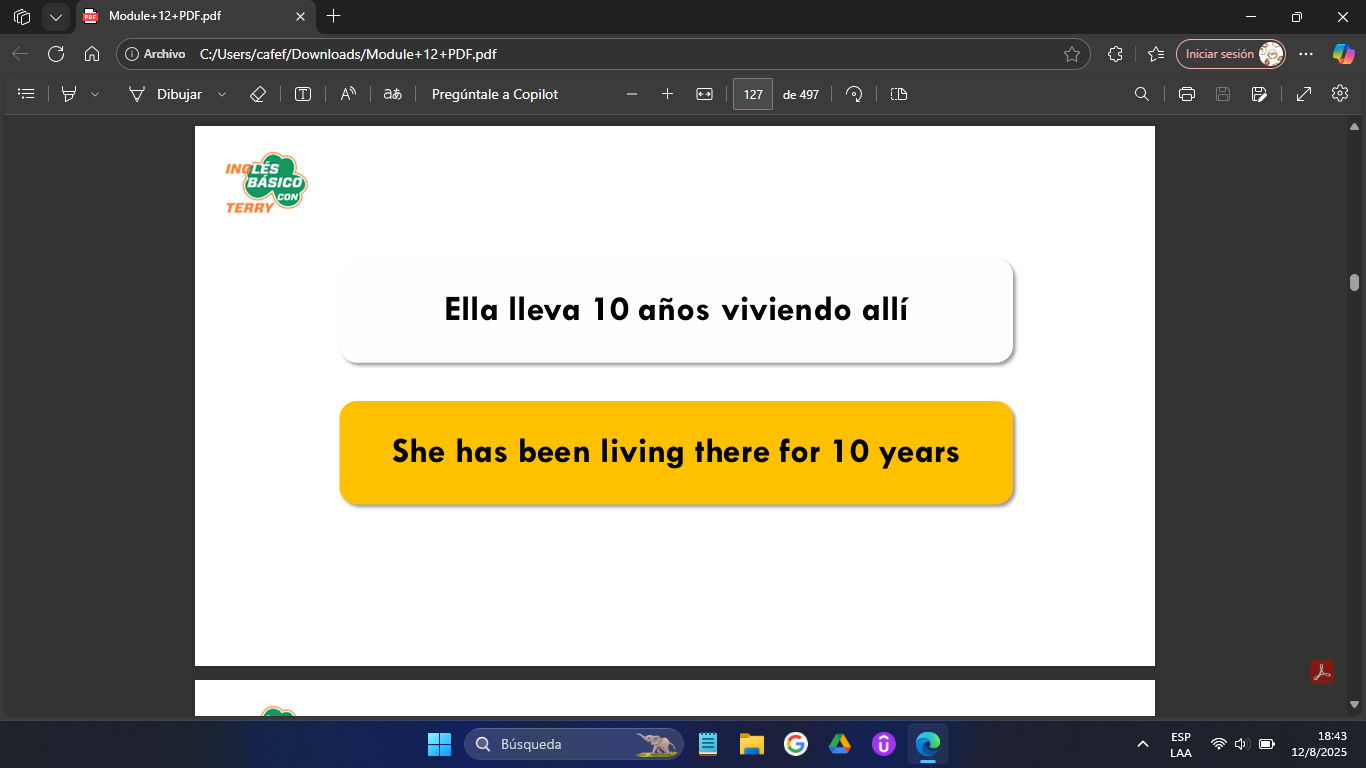 Module+12+PDF.pdf
Archivo
C:/Users/cafef/Downloads/Module+12+PDF.pdf
Iniciar sesión
Dibujar
Pregúntale a Copilot
127 de 497
INGLÉS
BÁSICO
CON
TERRY
Ella lleva 10 años viviendo allí
She has been living there for 10 years
Búsqueda
ESP
LAA
18:43
12/8/2025